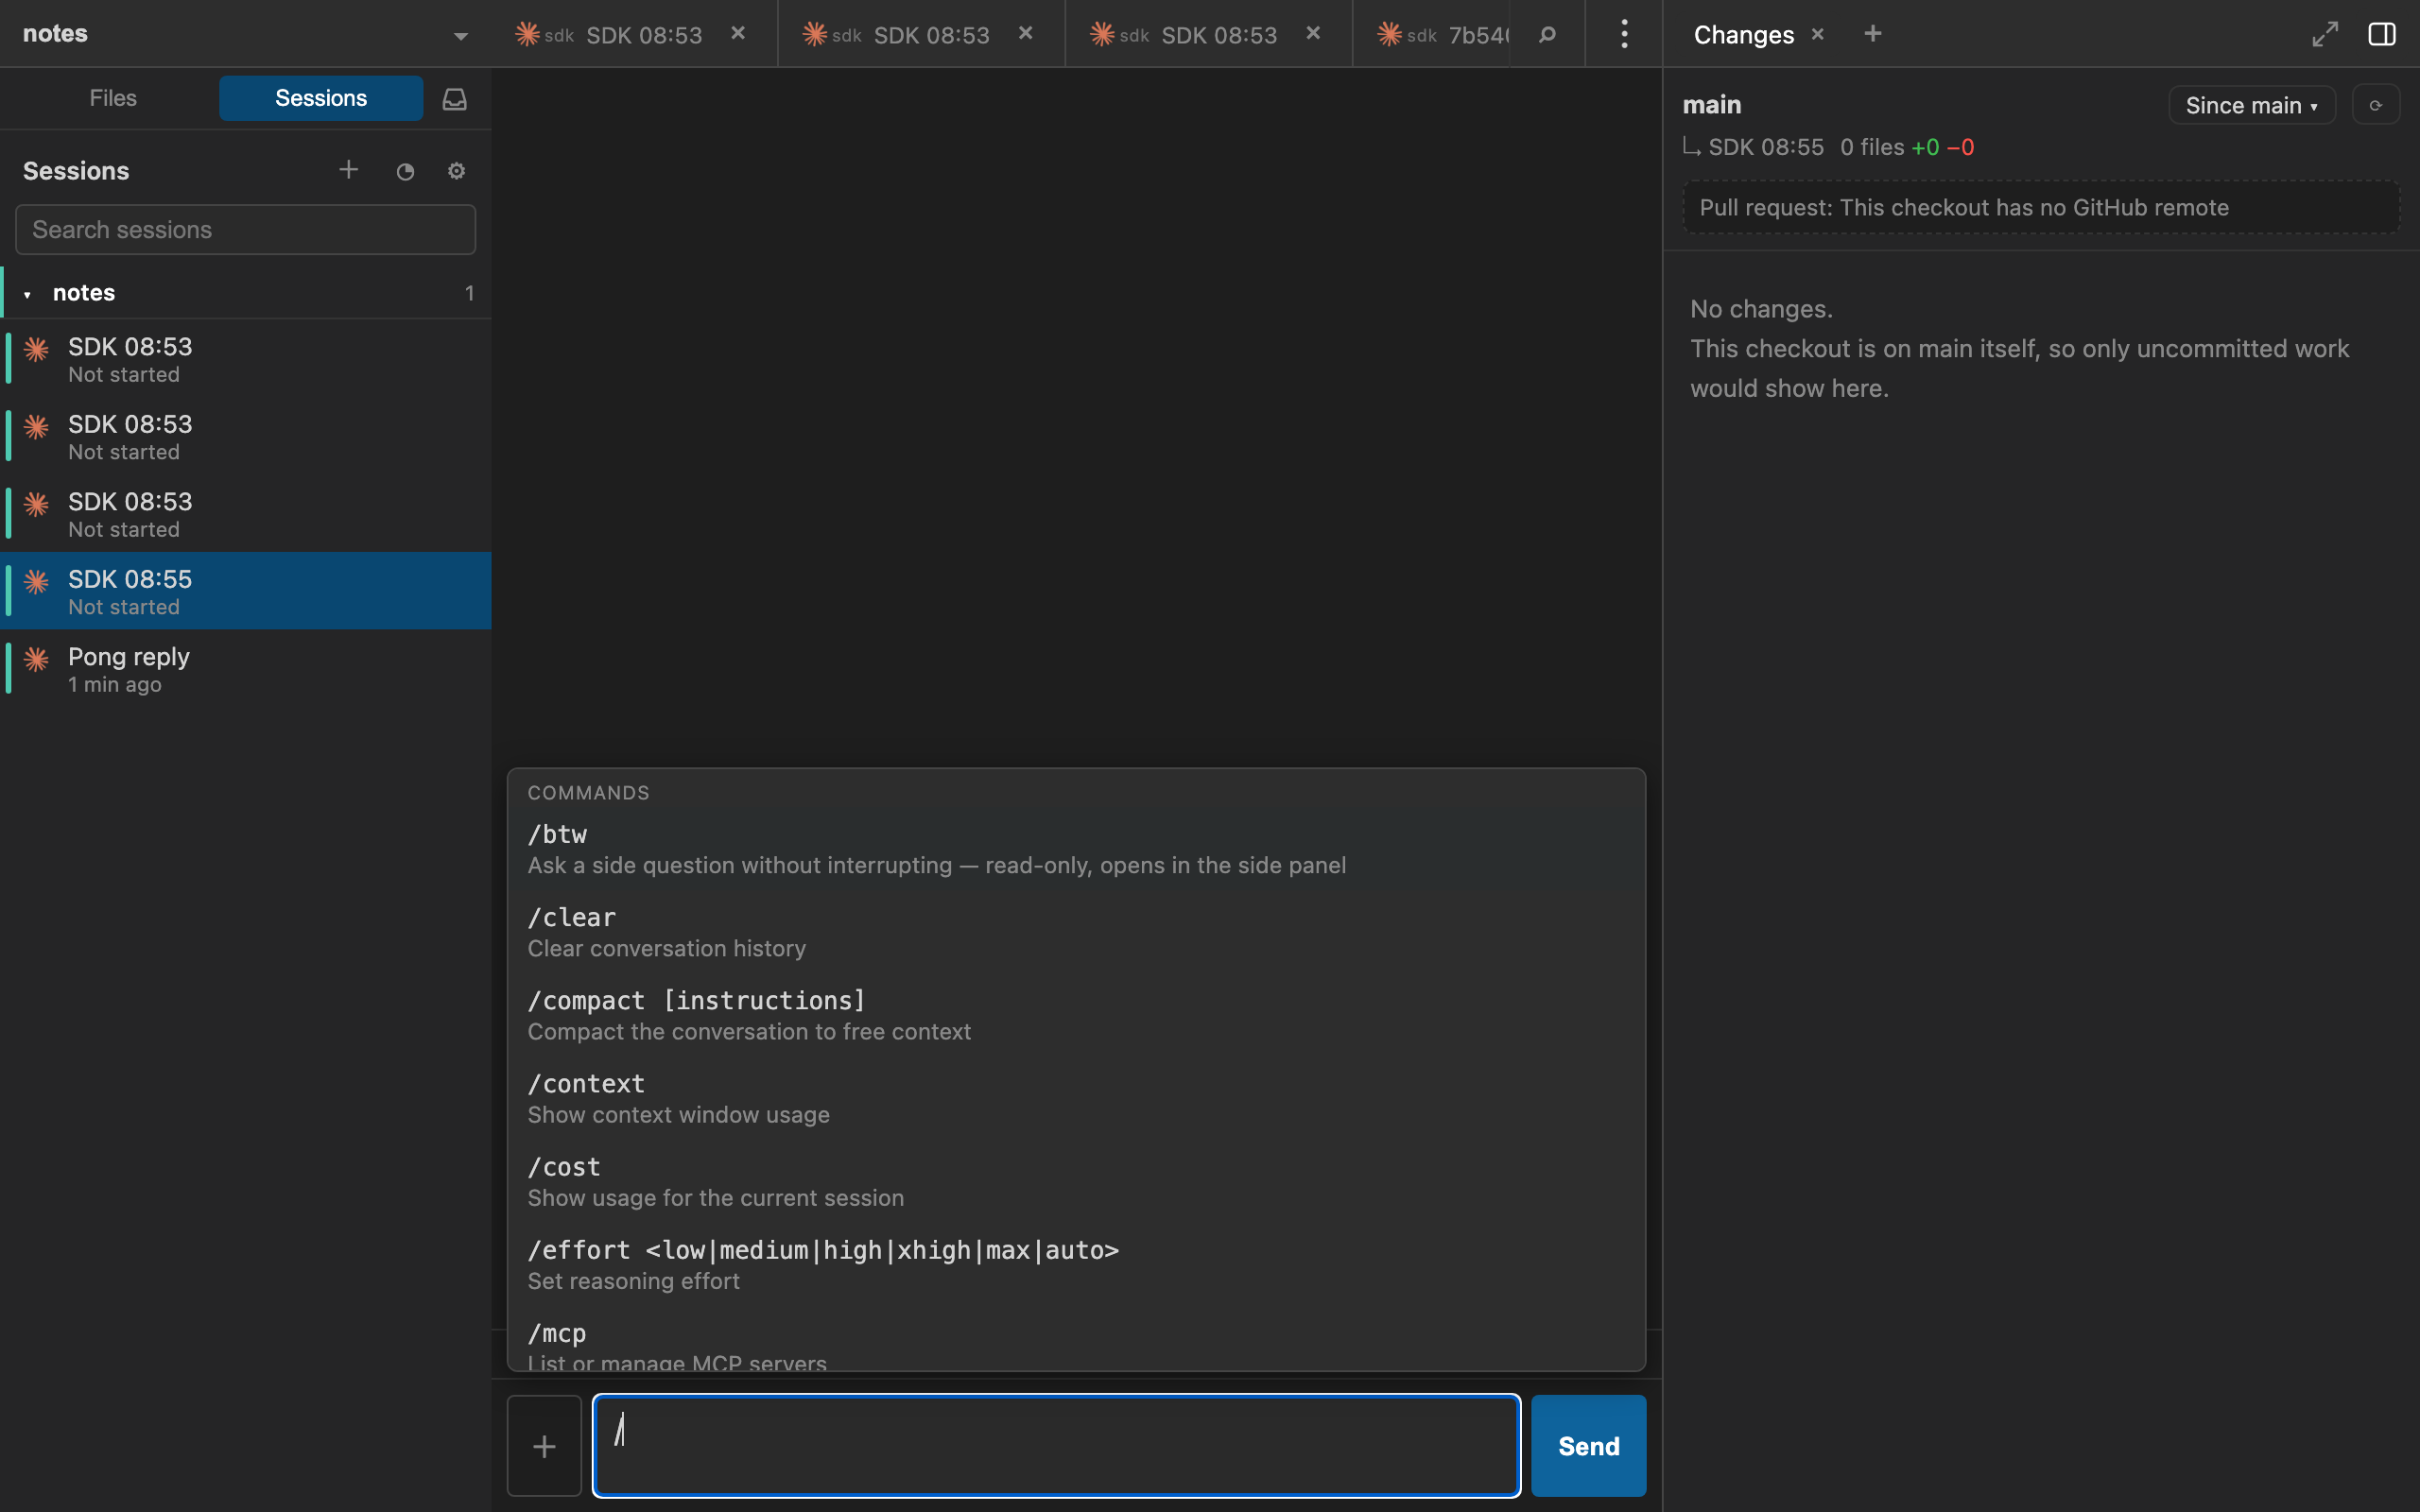 notes
sdk SDK 08:53
sdk SDK 08:53
sdk SDK 08:53
sdk 7b540
Changes
Files
Sessions
Sessions
Search sessions
notes
1
SDK 08:53
Not started
SDK 08:53
Not started
SDK 08:53
Not started
SDK 08:55
Not started
Pong reply
1 min ago
COMMANDS
/btw
Ask a side question without interrupting — read-only, opens in the side panel
/clear
Clear conversation history
/compact [instructions]
Compact the conversation to free context
/context
Show context window usage
/cost
Show usage for the current session
/effort <low|medium|high|xhigh|max|auto>
Set reasoning effort
/mcp
List or manage MCP servers
/
Send
main
Since main
SDK 08:55 0 files +0 −0
Pull request: This checkout has no GitHub remote
No changes.
This checkout is on main itself, so only uncommitted work
would show here.